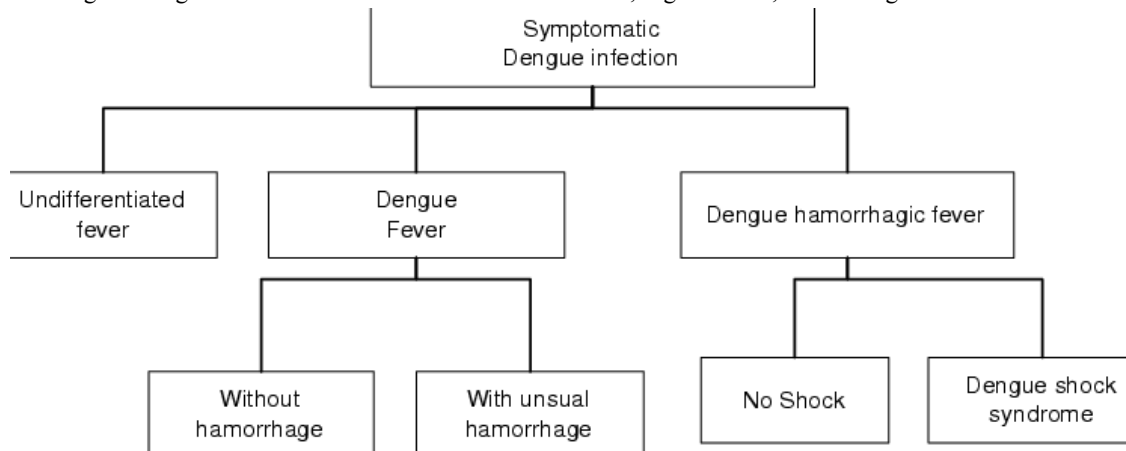 Symptomatic
Dengue infection
Undifferentiated
fever
Dengue
Fever
Dengue hamorrhagic fever
Without
hamorrhage
With unsual
hamorrhage
No Shock
Dengue shock
syndrome